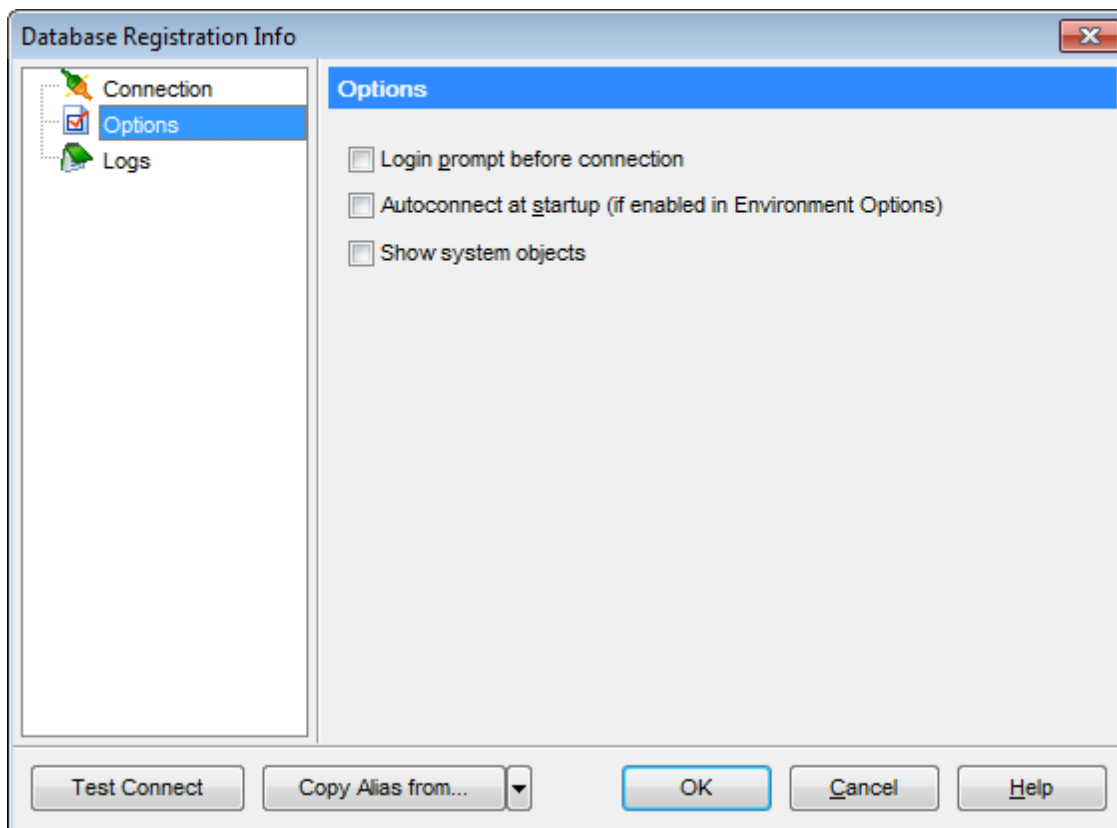 Database Registration Info
Connection
Options
Logs
Options
Login prompt before connection
Autoconnect at startup (if enabled in Environment Options)
Show system objects
Test Connect
Copy Alias from...
OK
Cancel
Help